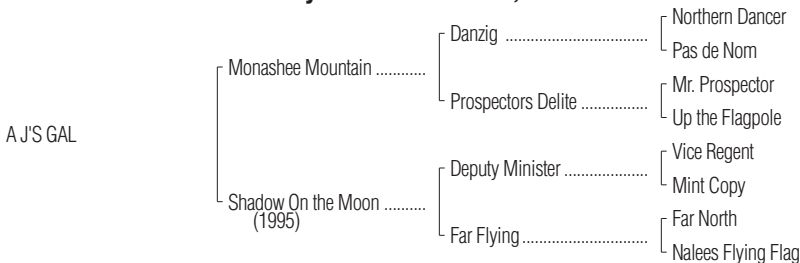 Northern Dancer
Danzig ..................................
Pas de Nom
Monashee Mountain ............
Mr. Prospector
Prospectors Delite ................
Up the Flagpole
A J'S GAL
Vice Regent
Deputy Minister ....................
Mint Copy
Shadow On the Moon ..........
(1995)
Far North
Far Flying..............................
Nalees Flying Flag